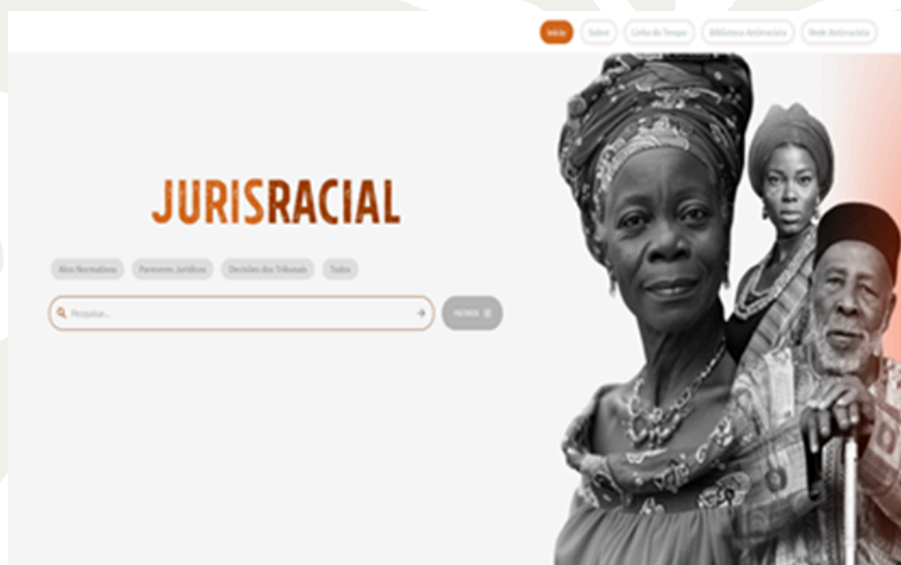 Início Sobre Linha do Tempo Biblioteca Antirracista Rede Antirracista
JURISRACIAL
Atos Normativos Pareceres Jurídicos Decisões dos Tribunais Todos
Pesquisar... FILTROS